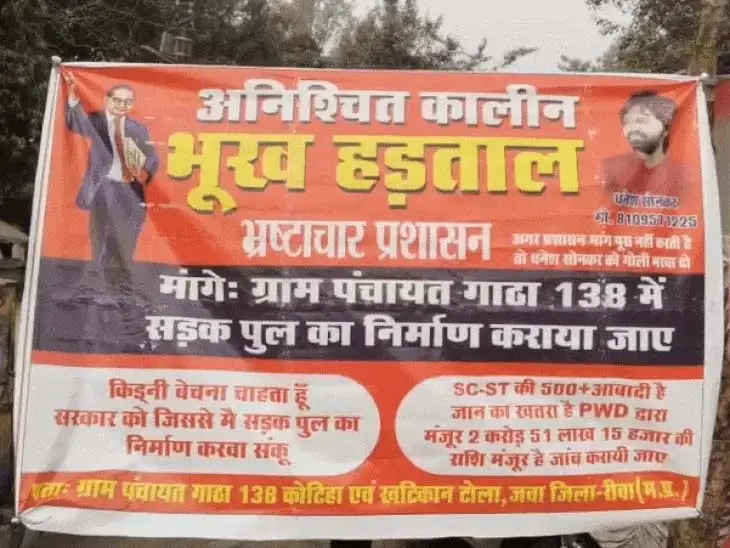 अनिश्चित कालीन
भूख हड़ताल
धनेश सोनकर
मो. 8109571225
भ्रष्टाचार प्रशासन
अगर प्रशासन मांग पुरा नहीं करती है
तो धनेश सोनकर को गोली मरवा दो
मांगेः ग्राम पंचायत गाढा 138 में
सड़क पुल का निर्माण कराया जाए
किडनी बेचना चाहता हूँ
सरकार को जिससे मै सड़क पुल का
निर्माण करवा सकू
SC-ST की 500+आवादी है
जान का खतरा है PWD द्वारा
मंजूर 2 करोड़ 51 लाख 15 हजार की
राशि मंजूर है जांच करायी जाए
पताः ग्राम पंचायत गाढा 138 कोटिहा एवं खटिकान टोला, जवा जिला-रीवा(म.प्र.)